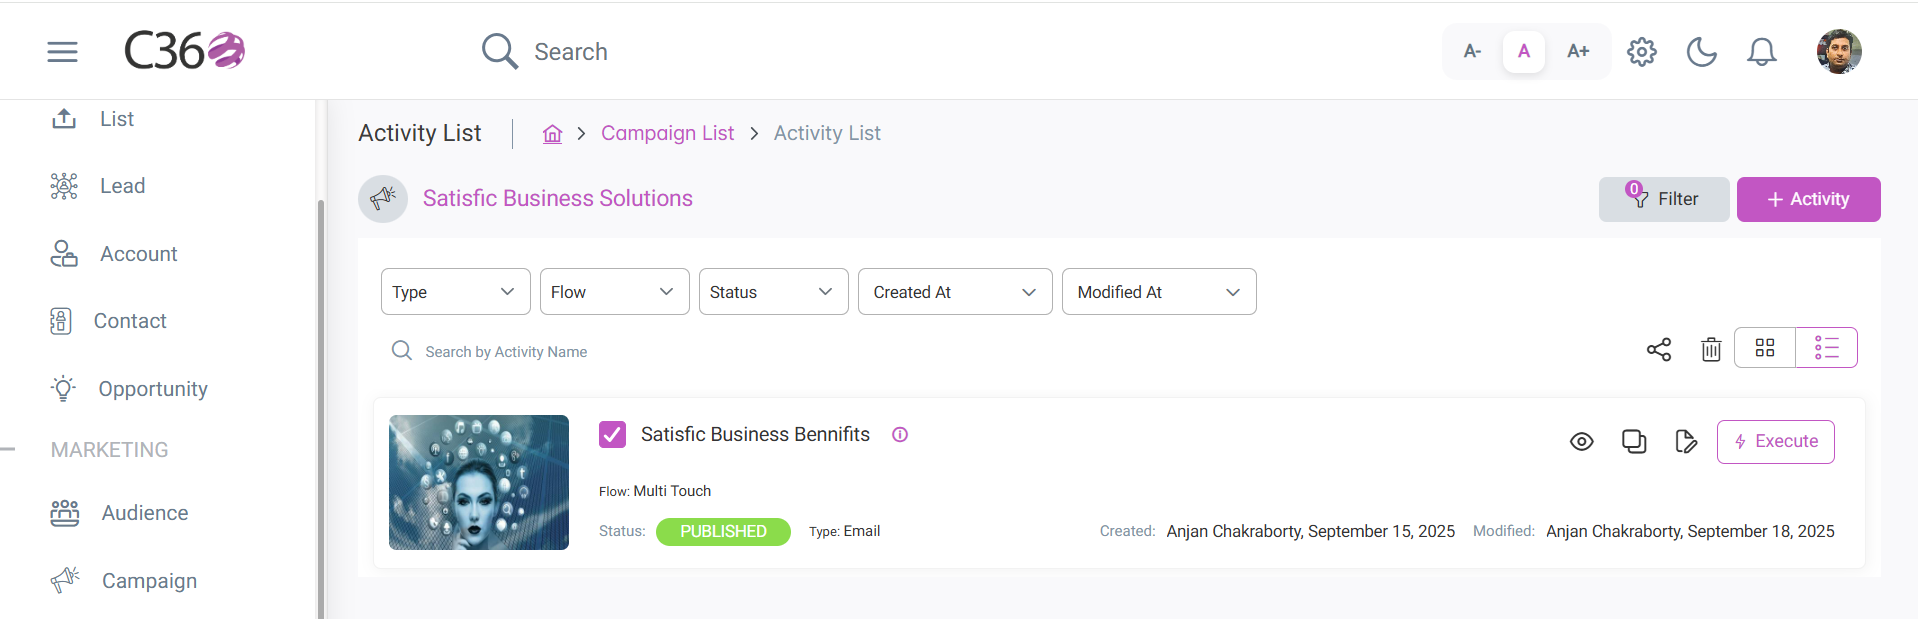 C360
Search
A-
A
A+
List
Lead
Account
Contact
Opportunity
MARKETING
Audience
Campaign
Activity List
Campaign List
Activity List
Satisfic Business Solutions
0
Filter
+ Activity
Type
Flow
Status
Created At
Modified At
Search by Activity Name
Satisfic Business Bennifits
Execute
Flow: Multi Touch
Status: PUBLISHED Type: Email
Created: Anjan Chakraborty, September 15, 2025 Modified: Anjan Chakraborty, September 18, 2025